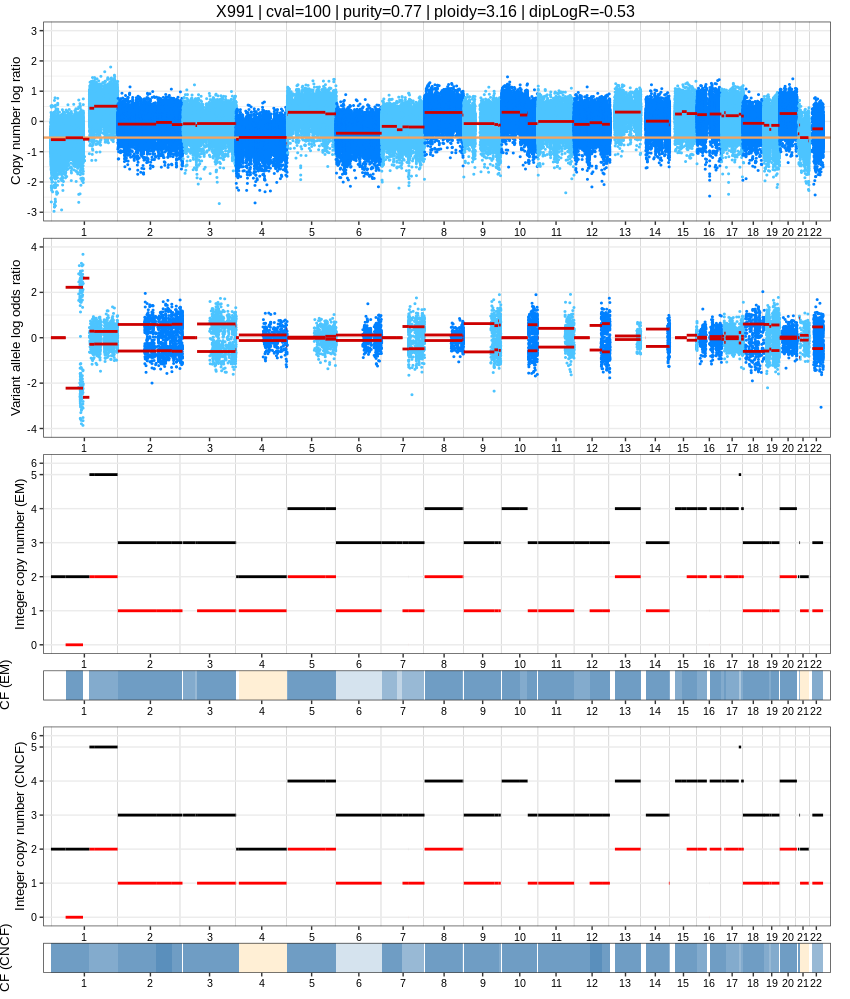 X991 | cval=100 | purity=0.77 | ploidy=3.16 | dipLogR=-0.53
Copy number log ratio
3
2
1
0
-1
-2
-3
1 2 3 4 5 6 7 8 9 10 11 12 13 14 15 16 17 18 19 20 21 22
Variant allele log odds ratio
4
2
0
-2
-4
1 2 3 4 5 6 7 8 9 10 11 12 13 14 15 16 17 18 19 20 21 22
Integer copy number (EM)
6
5
4
3
2
1
0
1 2 3 4 5 6 7 8 9 10 11 12 13 14 15 16 17 18 19 20 21 22
CF (EM)
1 2 3 4 5 6 7 8 9 10 11 12 13 14 15 16 17 18 19 20 21 22
Integer copy number (CNCF)
6
5
4
3
2
1
0
1 2 3 4 5 6 7 8 9 10 11 12 13 14 15 16 17 18 19 20 21 22
CF (CNCF)
1 2 3 4 5 6 7 8 9 10 11 12 13 14 15 16 17 18 19 20 21 22